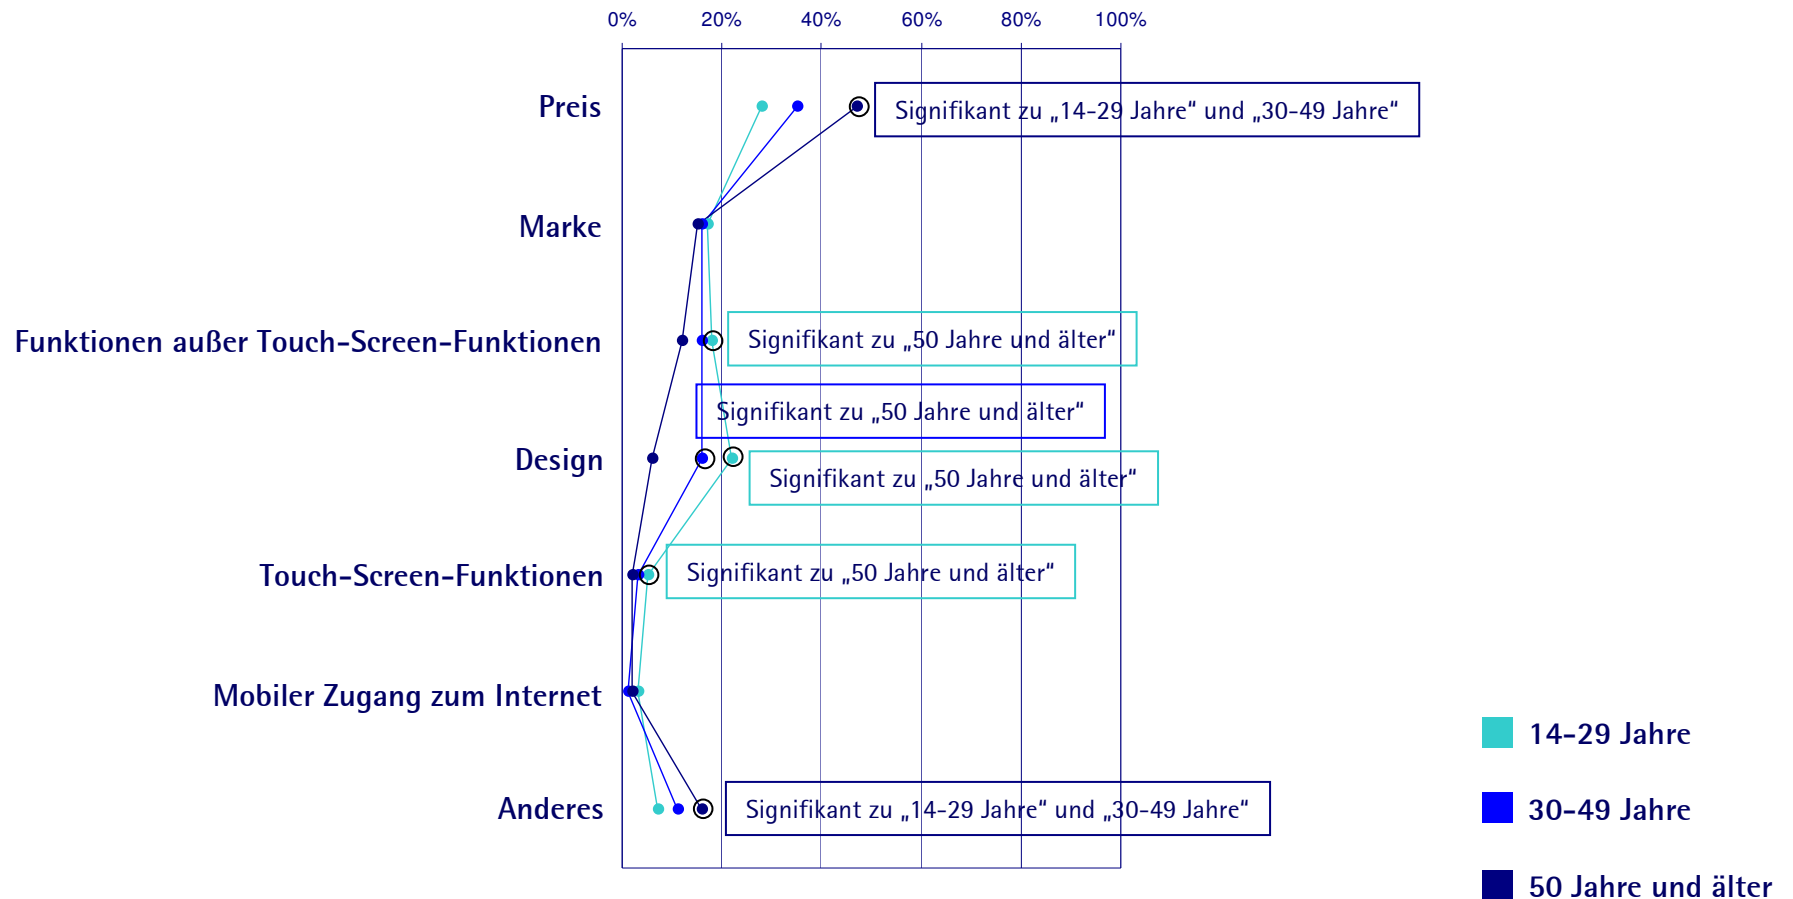 0% 20% 40% 60% 80% 100%
Preis
Signifikant zu „14-29 Jahre“ und „30-49 Jahre“
Marke
Funktionen außer Touch-Screen-Funktionen
Signifikant zu „50 Jahre und älter“
Signifikant zu „50 Jahre und älter“
Design
Signifikant zu „50 Jahre und älter“
Touch-Screen-Funktionen
Signifikant zu „50 Jahre und älter“
Mobiler Zugang zum Internet
Anderes
Signifikant zu „14-29 Jahre“ und „30-49 Jahre“
14-29 Jahre
30-49 Jahre
50 Jahre und älter